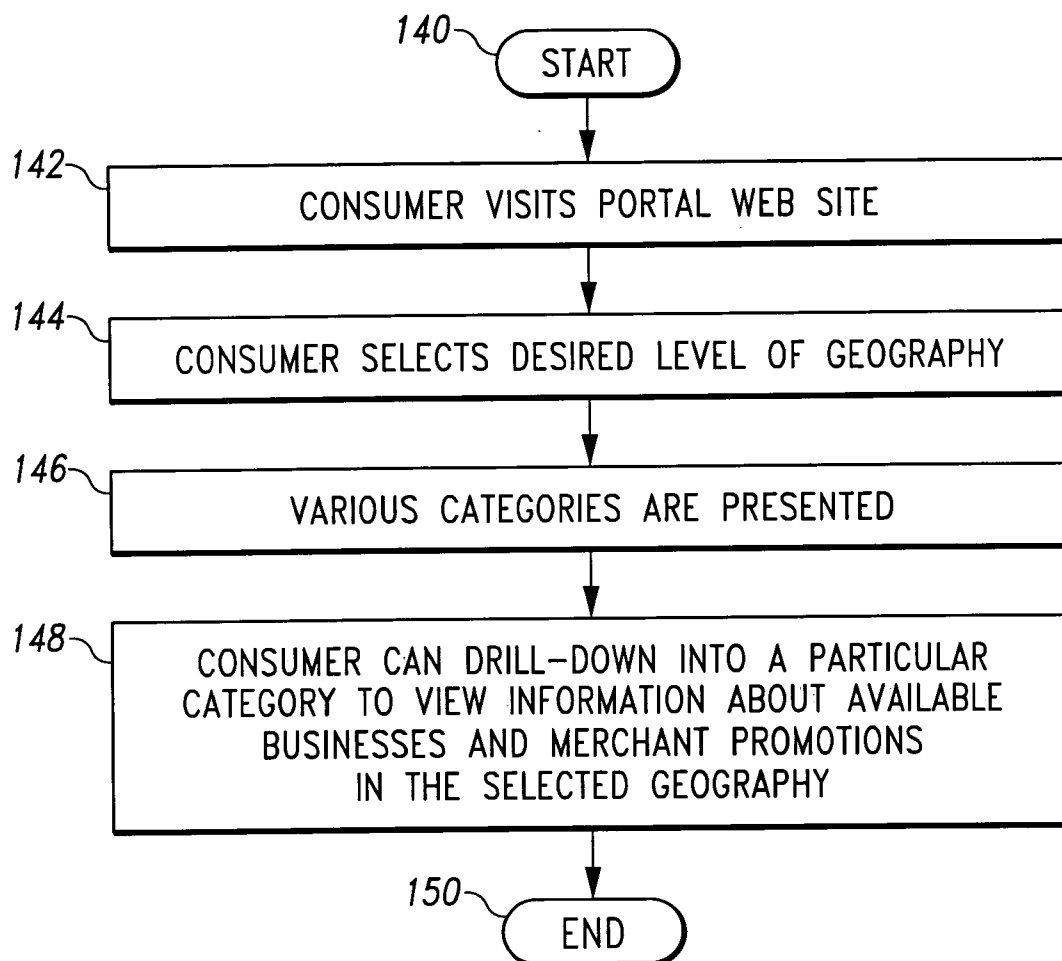 140
START
142
CONSUMER VISITS PORTAL WEB SITE
144
CONSUMER SELECTS DESIRED LEVEL OF GEOGRAPHY
146
VARIOUS CATEGORIES ARE PRESENTED
148
CONSUMER CAN DRILL-DOWN INTO A PARTICULAR
CATEGORY TO VIEW INFORMATION ABOUT AVAILABLE
BUSINESSES AND MERCHANT PROMOTIONS
IN THE SELECTED GEOGRAPHY
150
END